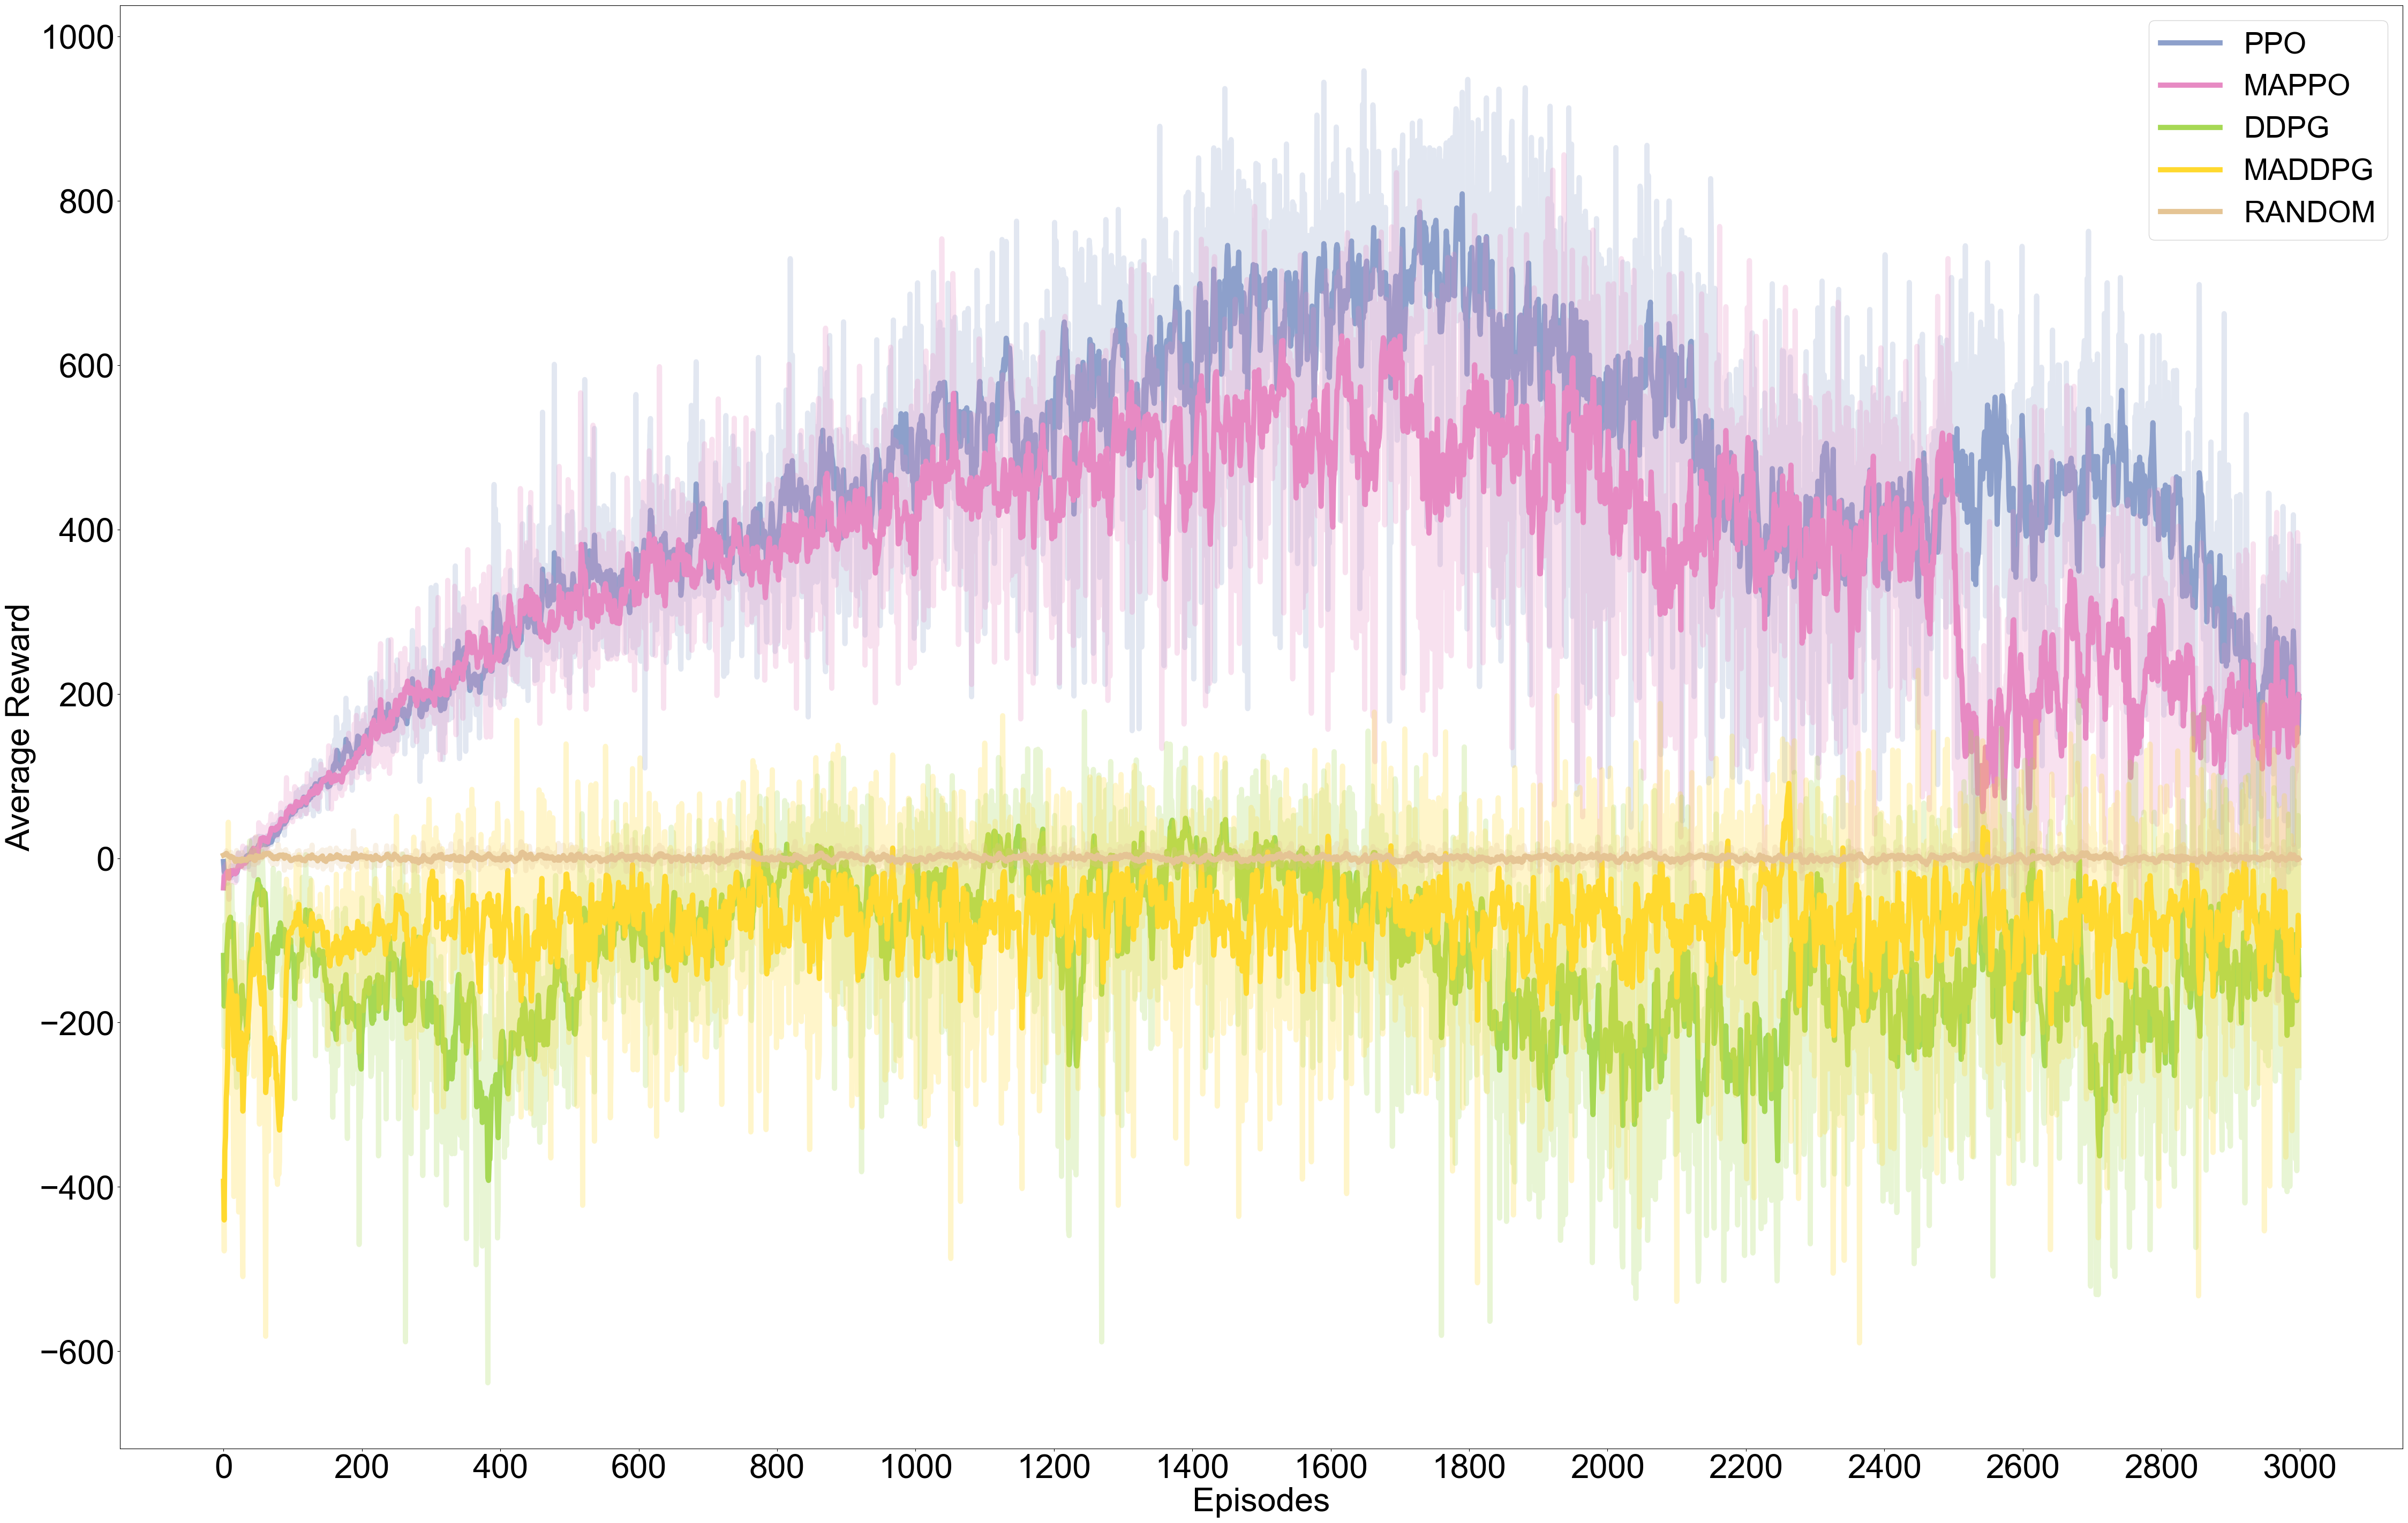 PPO
MAPPO
DDPG
MADDPG
RANDOM
Average Reward
1000
800
600
400
200
0
−200
−400
−600
0 200 400 600 800 1000 1200 1400 1600 1800 2000 2200 2400 2600 2800 3000
Episodes